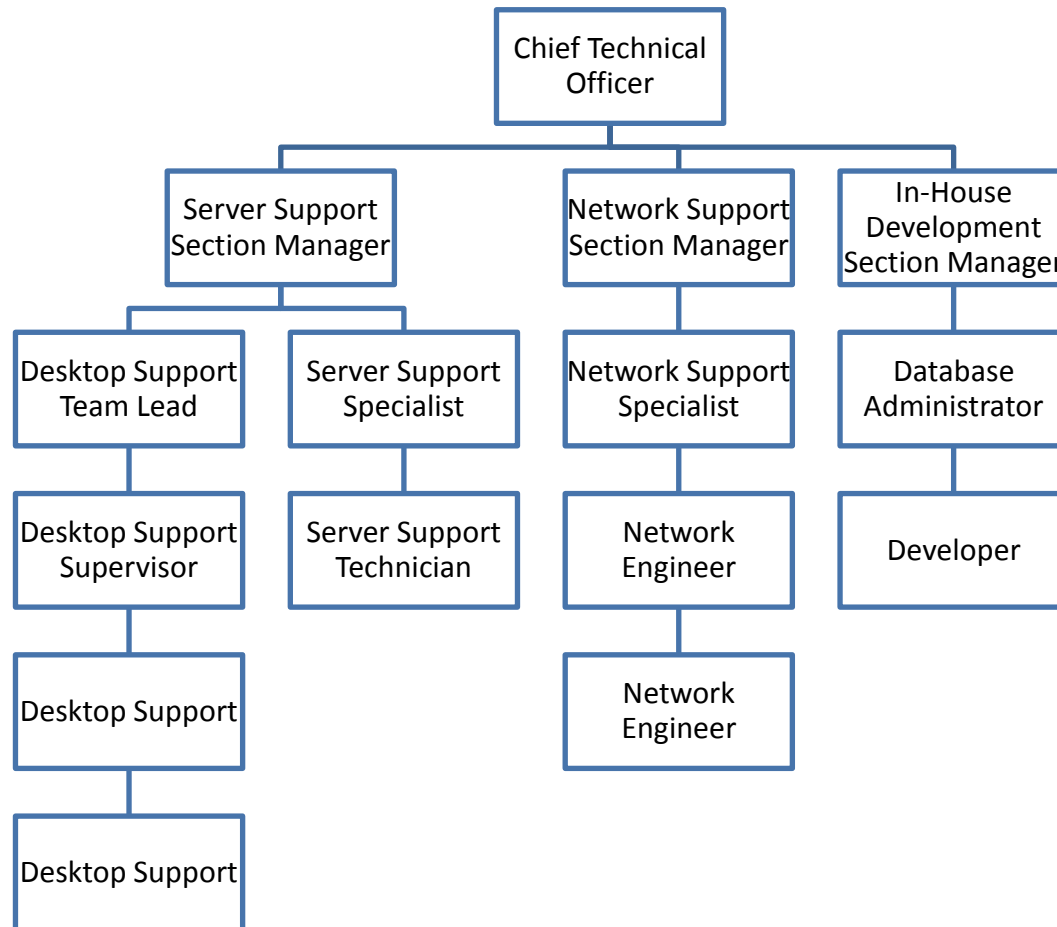 Chief Technical
Officer
Server Support
Section Manager
Network Support
Section Manager
In-House
Development
Section Manager
Desktop Support
Team Lead
Server Support
Specialist
Network Support
Specialist
Database
Administrator
Desktop Support
Supervisor
Server Support
Technician
Network
Engineer
Developer
Desktop Support
Network
Engineer
Desktop Support